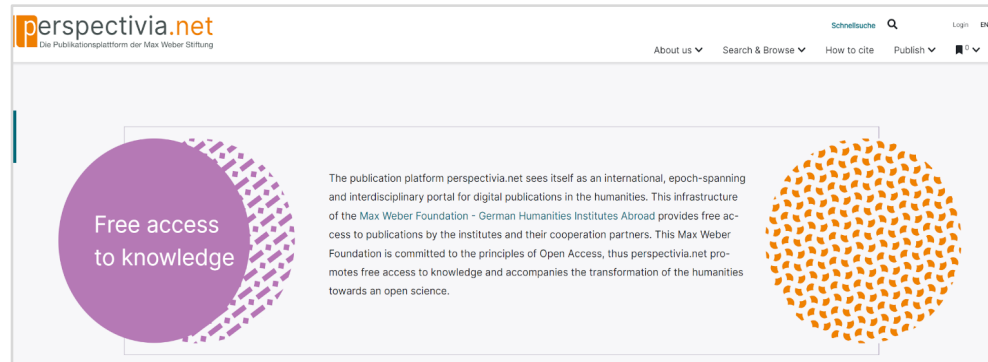 perspectivia.net
Die Publikationsplattform der Max Weber Stiftung
Schnellsuche
Login EN
About us
Search & Browse
How to cite
Publish
0
Free access
to knowledge
The publication platform perspectivia.net sees itself as an international, epoch-spanning
and interdisciplinary portal for digital publications in the humanities. This infrastructure
of the Max Weber Foundation - German Humanities Institutes Abroad provides free ac-
cess to publications by the institutes and their cooperation partners. This Max Weber
Foundation is committed to the principles of Open Access, thus perspectivia.net pro-
motes free access to knowledge and accompanies the transformation of the humanities
towards an open science.